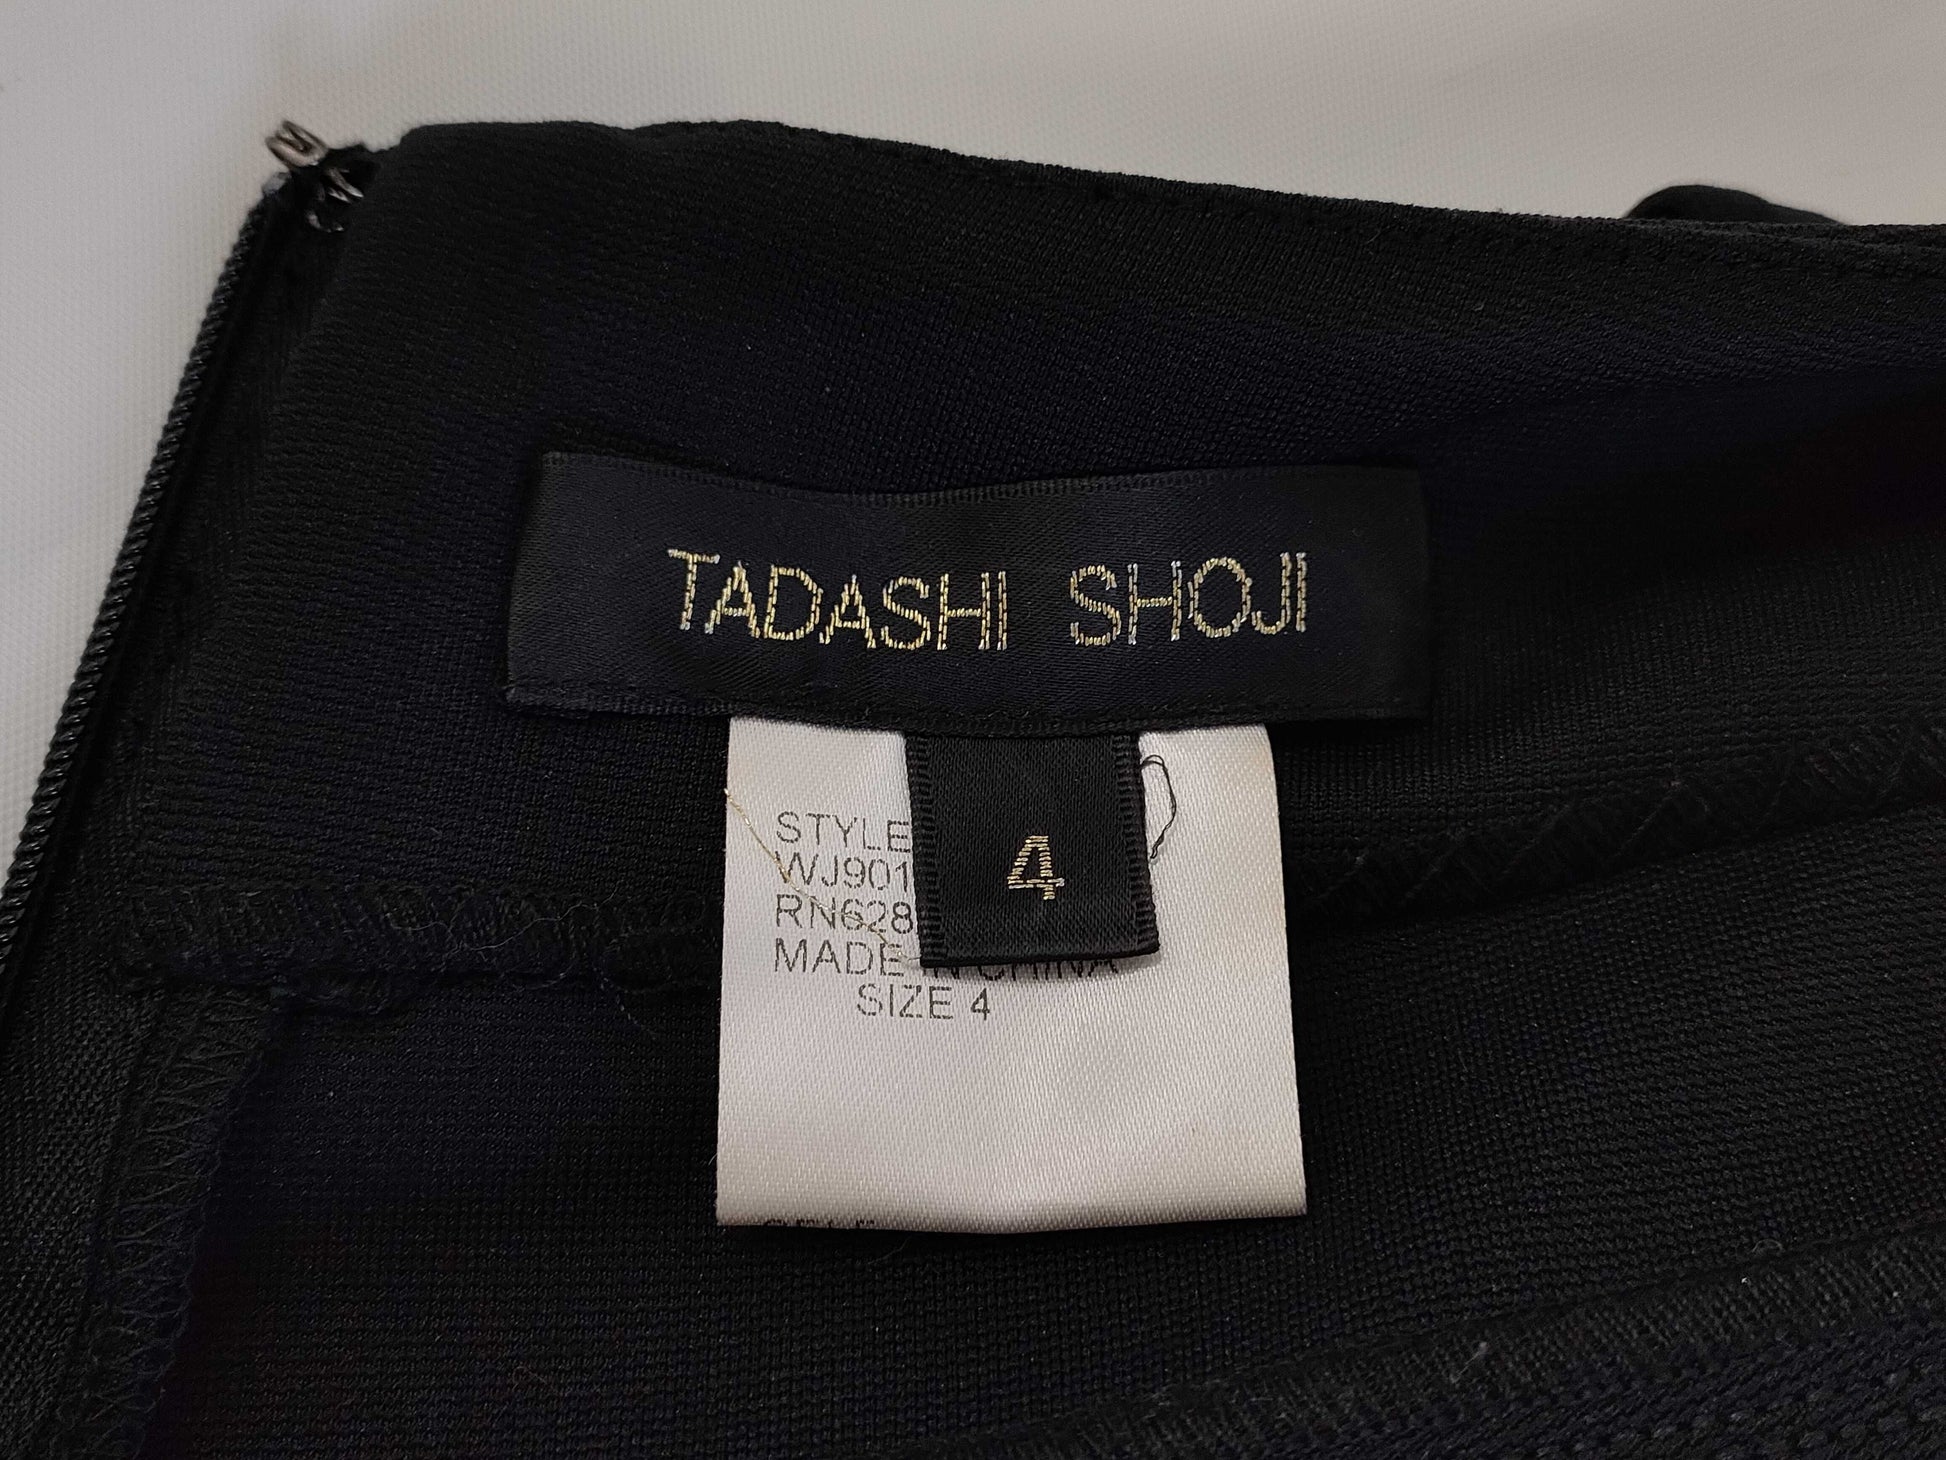 TADASHI SHOJI
4
STYLE
WJ901
RN628
MADE IN CHINA
SIZE 4